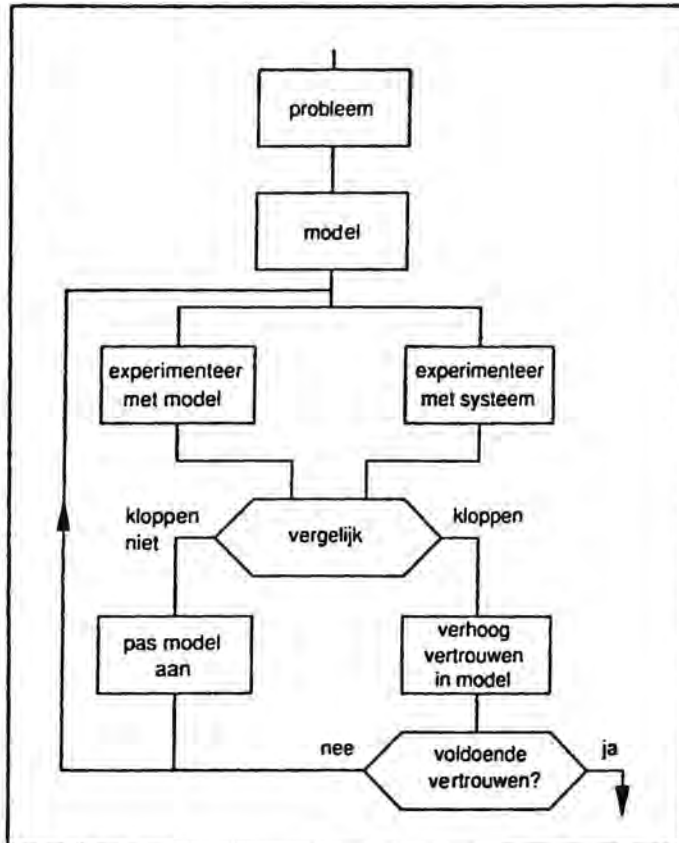 probleem
model
experimenteer
met model
experimenteer
met systeem
kloppen
niet
vergelijk
kloppen
pas model
aan
verhoog
vertrouwen
in model
nee
voldoende
vertrouwen?
ja